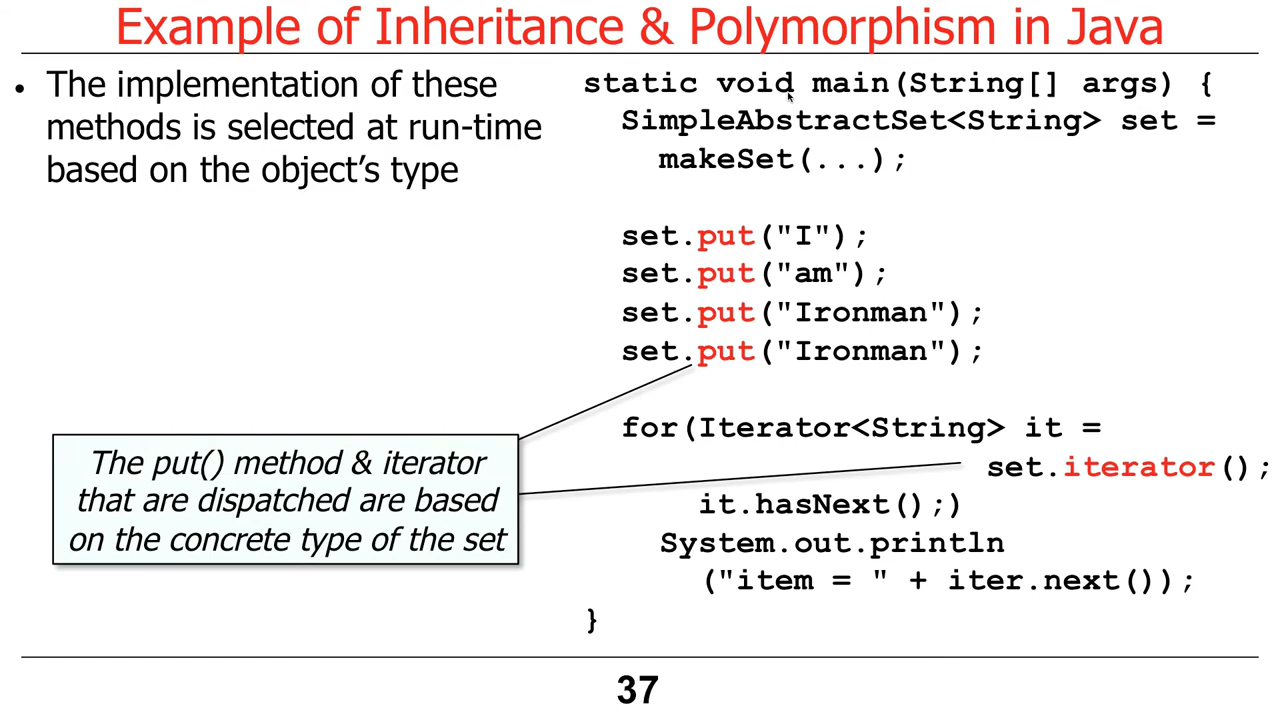 Example of Inheritance & Polymorphism in Java
• The implementation of these
methods is selected at run-time
based on the object's type
static void main(String[] args) {
SimpleAbstractSet<String> set =
makeSet(...);
set.put("I");
set.put("am");
set.put("Ironman");
set.put("Ironman");
for(Iterator<String> it =
set.iterator();
it.hasNext();)
System.out.println
("item = " + iter.next());
}
The put() method & iterator
that are dispatched are based
on the concrete type of the set
37